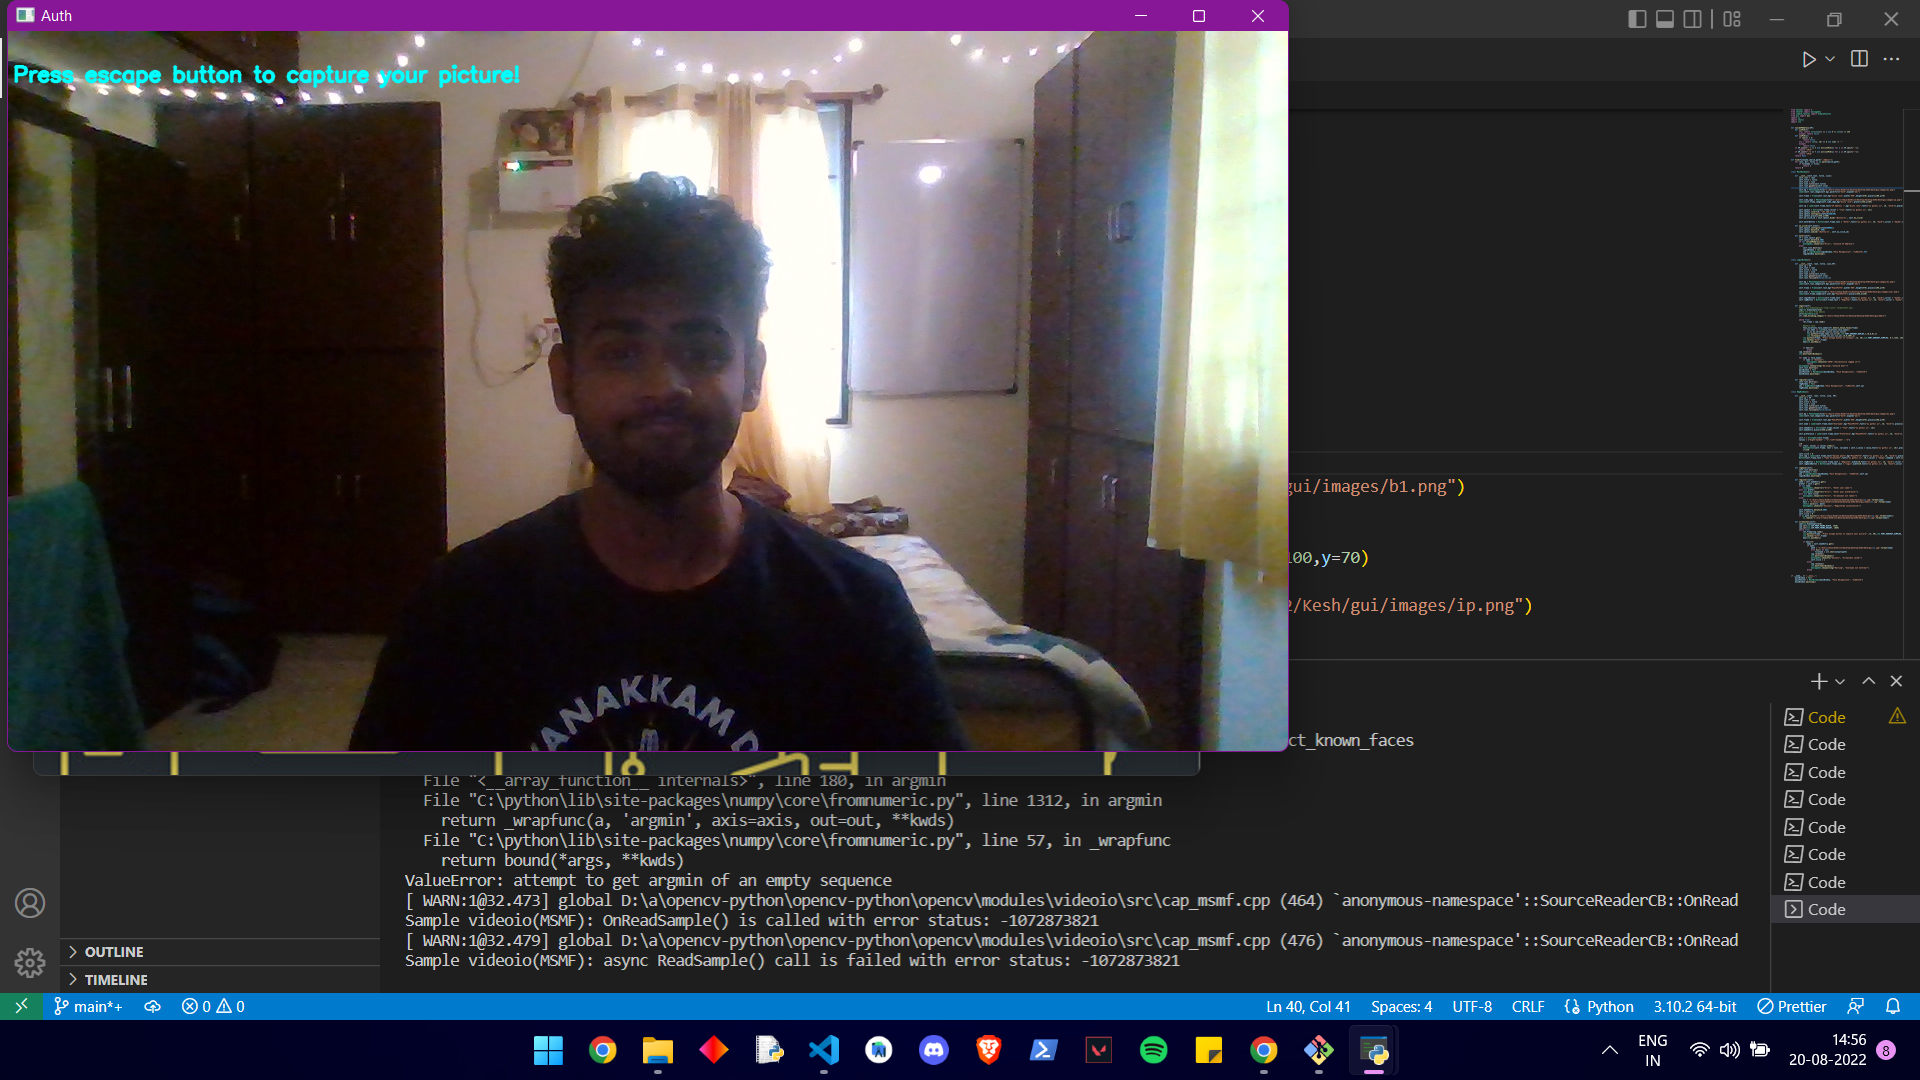 Auth
Press escape button to capture your picture!
ANAKKAM D
gui/images/b1.png")
100,y=70)
2/Kesh/gui/images/ip.png")
ct_known_faces
File "<__array_function__ internals>", line 180, in argmin
File "C:\python\lib\site-packages\numpy\core\fromnumeric.py", line 1312, in argmin
return _wrapfunc(a, 'argmin', axis=axis, out=out, **kwds)
File "C:\python\lib\site-packages\numpy\core\fromnumeric.py", line 57, in _wrapfunc
return bound(*args, **kwds)
ValueError: attempt to get argmin of an empty sequence
[ WARN:1@32.473] global D:\a\opencv-python\opencv-python\opencv\modules\videoio\src\cap_msmf.cpp (464) `anonymous-namespace'::SourceReaderCB::OnRead
Sample videoio(MSMF): OnReadSample() is called with error status: -1072873821
[ WARN:1@32.479] global D:\a\opencv-python\opencv-python\opencv\modules\videoio\src\cap_msmf.cpp (476) `anonymous-namespace'::SourceReaderCB::OnRead
Sample videoio(MSMF): async ReadSample() call is failed with error status: -1072873821
Code
Code
Code
Code
Code
Code
Code
Code
OUTLINE
TIMELINE
main*+
0 0
Ln 40, Col 41
Spaces: 4
UTF-8
CRLF
Python
3.10.2 64-bit
Prettier
ENG
IN
14:56
20-08-2022
8